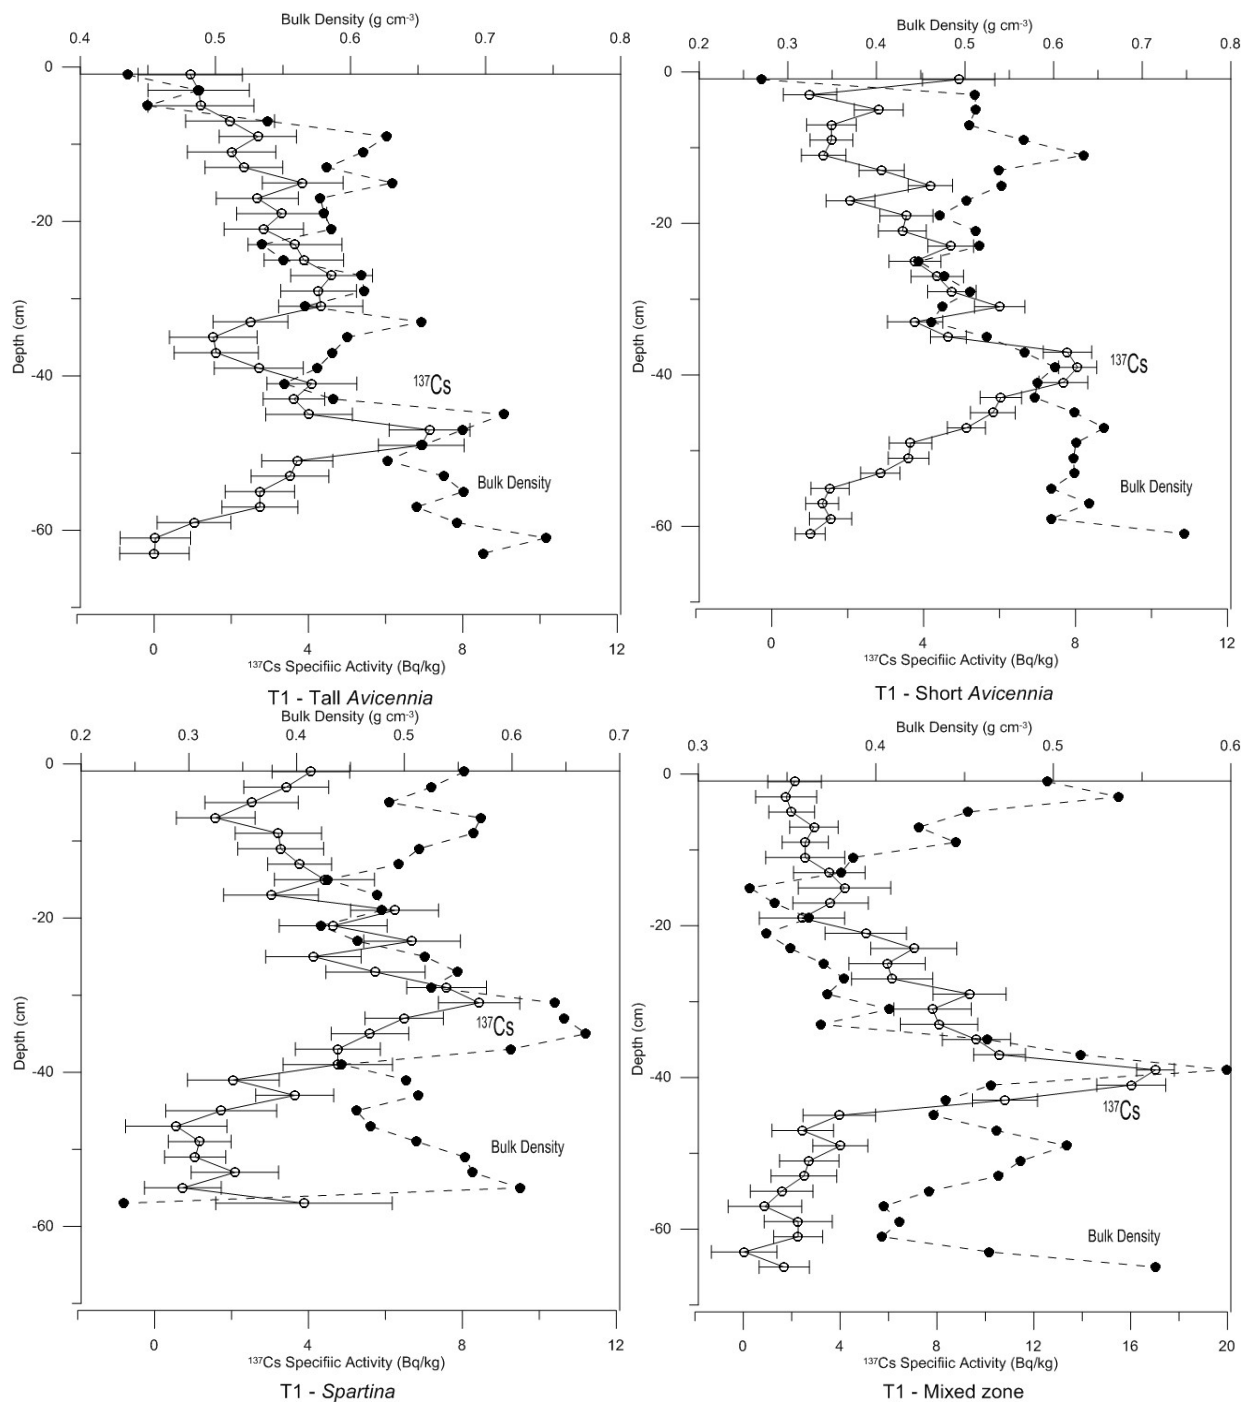 Bulk Density (g cm-3)
0.4 0.5 0.6 0.7 0.8
0
-20
-40
-60
Depth (cm)
137Cs
Bulk Density
0 4 8 12
137Cs Specifiic Activity (Bq/kg)
T1 - Tall Avicennia
Bulk Density (g cm-3)
0.2 0.3 0.4 0.5 0.6 0.7 0.8
0
-20
-40
-60
Depth (cm)
137Cs
Bulk Density
0 4 8 12
137Cs Specifiic Activity (Bq/kg)
T1 - Short Avicennia
Bulk Density (g cm-3)
0.2 0.3 0.4 0.5 0.6 0.7
0
-20
-40
-60
Depth (cm)
137Cs
Bulk Density
0 4 8 12
137Cs Specifiic Activity (Bq/kg)
T1 - Spartina
Bulk Density (g cm-3)
0.3 0.4 0.5 0.6
0
-20
-40
-60
Depth (cm)
137Cs
Bulk Density
0 4 8 12 16 20
137Cs Specifiic Activity (Bq/kg)
T1 - Mixed zone